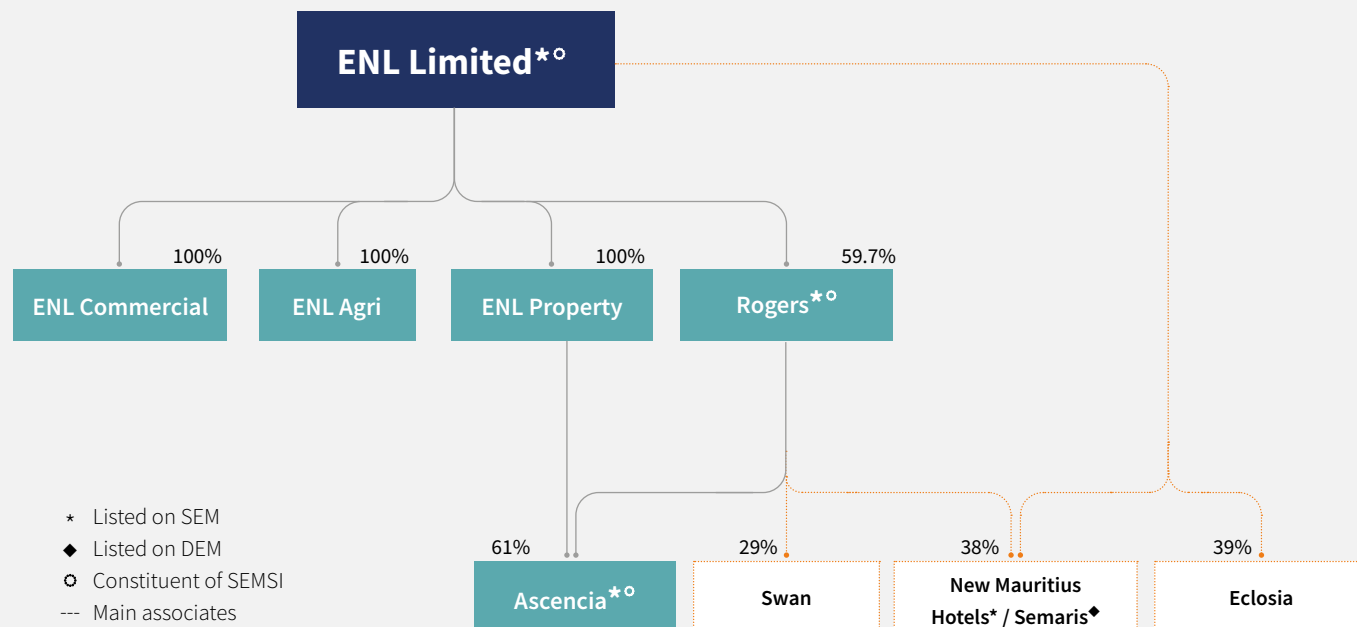 ENL Limited*°
100%
100%
100%
59.7%
ENL Commercial
ENL Agri
ENL Property
Rogers*°
* Listed on SEM
◆ Listed on DEM
° Constituent of SEMSI
--- Main associates
61%
29%
38%
39%
Ascencia*°
Swan
New Mauritius
Hotels* / Semaris◆
Eclosia